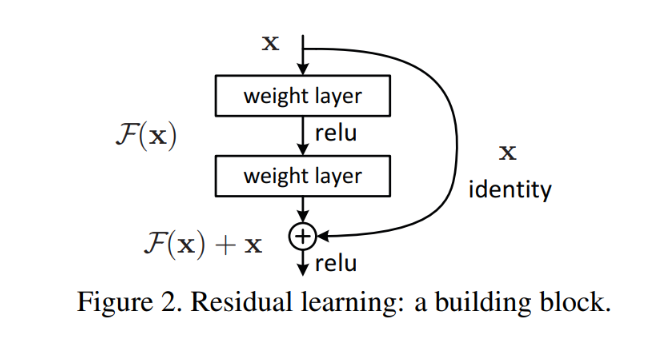 x
weight layer
F(x)
relu
x
weight layer
identity
F(x) + x
relu
Figure 2. Residual learning: a building block.